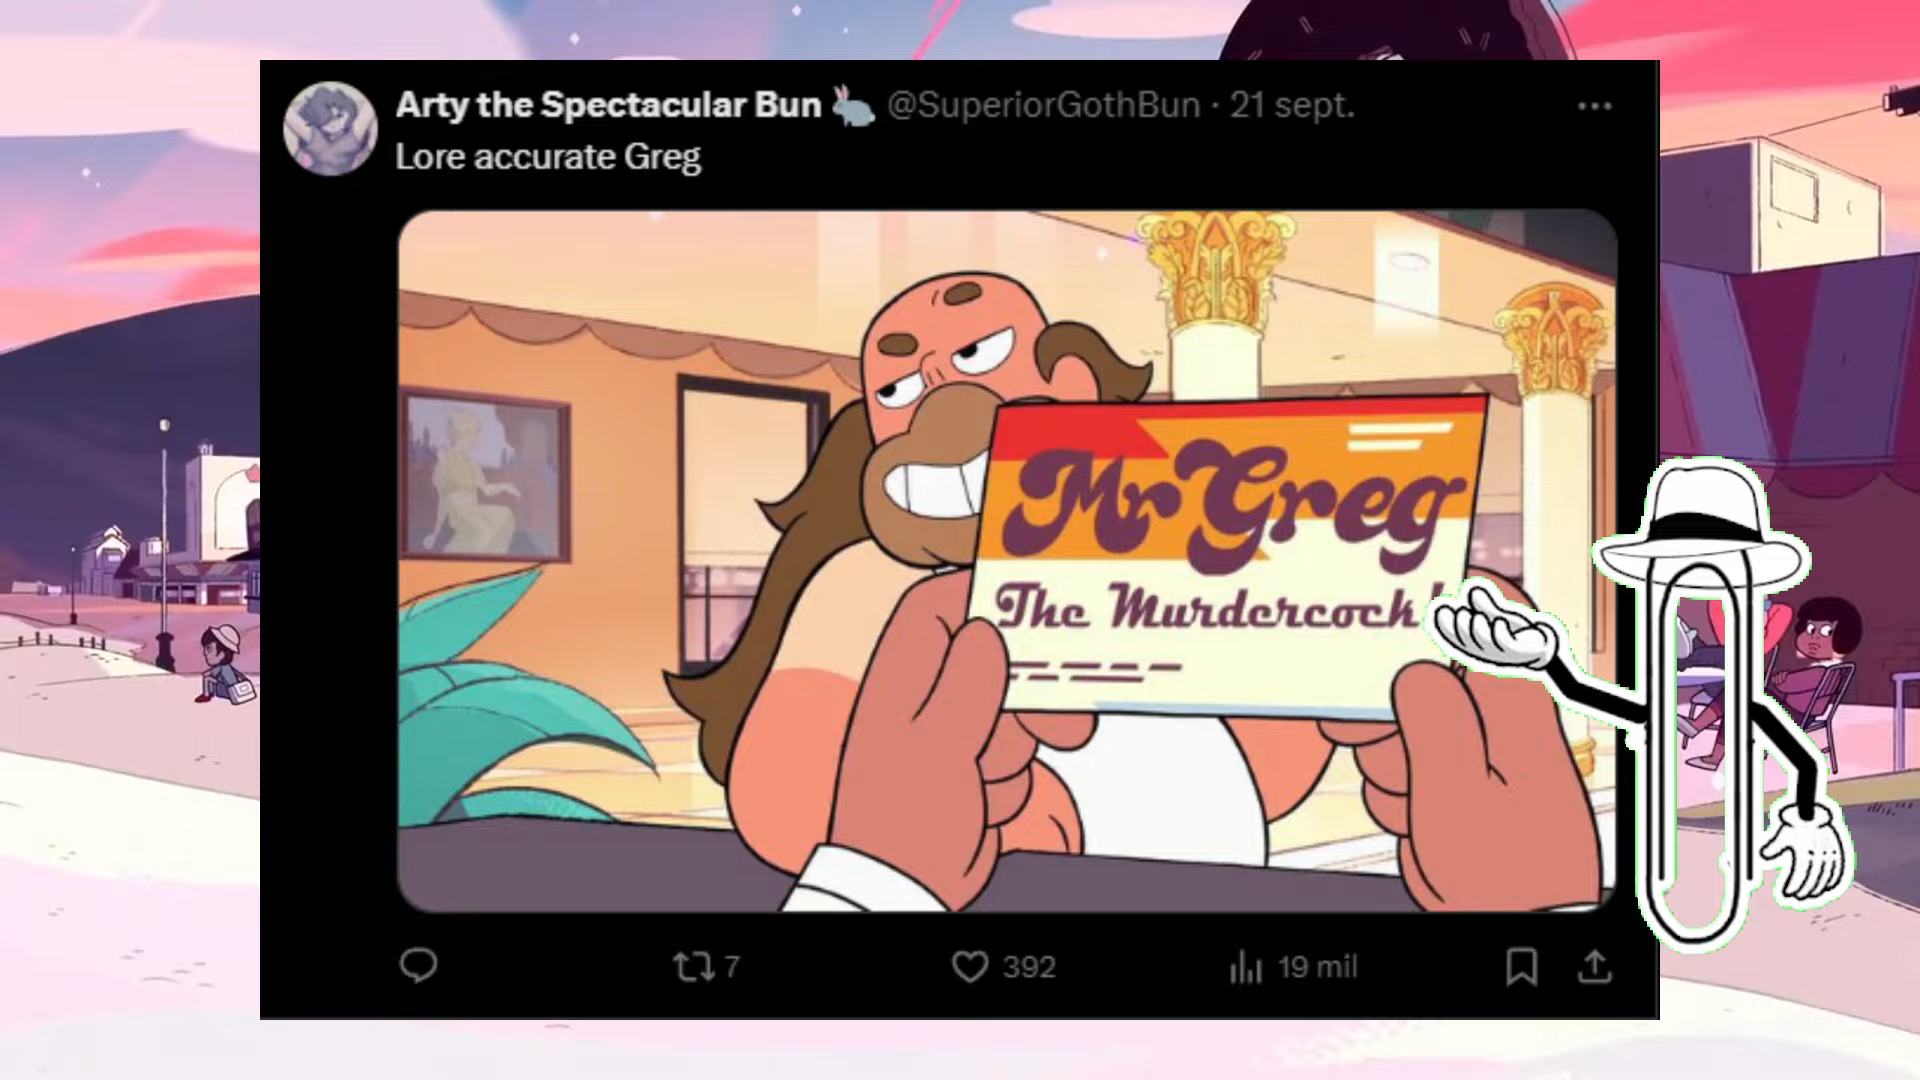 Arty the Spectacular Bun 🐇 @SuperiorGothBun · 21 sept.
Lore accurate Greg
Mr Greg
The Murdercock!
7 392 19 mil